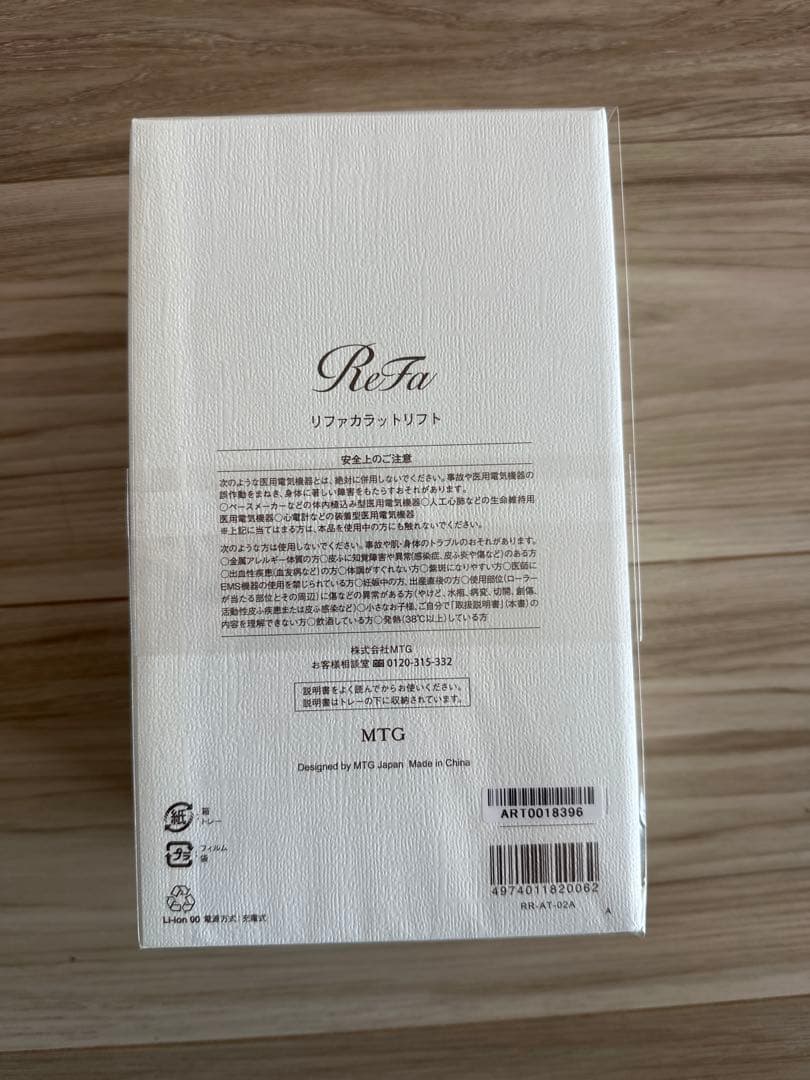 ReFa
リファカラットリフト
安全上のご注意
次のような医用電気機器とは、絶対に併用しないでください。事故や医用電気機器の
誤作動をまねき、身体に著しい障害をもたらすおそれがあります。
○ペースメーカーなどの体内植込み型医用電気機器○人工心肺などの生命維持用
医用電気機器○心電計などの装着型医用電気機器
※上記に当てはまる方は、本品を使用中の方にも触れないでください。
次のような方は使用しないでください。事故や肌・身体のトラブルのおそれがあります。
○金属アレルギー体質の方○皮ふに知覚障害や異常(感染症、皮ふ炎や傷など)のある方
○出血性疾患(血友病など)の方○体調がすぐれない方○紫斑になりやすい方○医師に
EMS機器の使用を禁じられている方○妊娠中の方、出産直後の方○使用部位(ローラー
が当たる部位とその周辺)に傷などの異常がある方(やけど、水疱、病変、切開、創傷、
活動性皮ふ疾患または皮ふ感染など)○小さなお子様、ご自分で「取扱説明書」(本書)の
内容を理解できない方○飲酒している方○発熱(38℃以上)している方
株式会社MTG
お客様相談室 0120-315-332
説明書をよく読んでからお使いください。
説明書はトレーの下に収納されています。
MTG
Designed by MTG Japan Made in China
紙 箱
トレー
プラ フィルム
袋
Li-ion 00 電源方式:充電式
ART0018396
4974011820062
RR-AT-02A
A